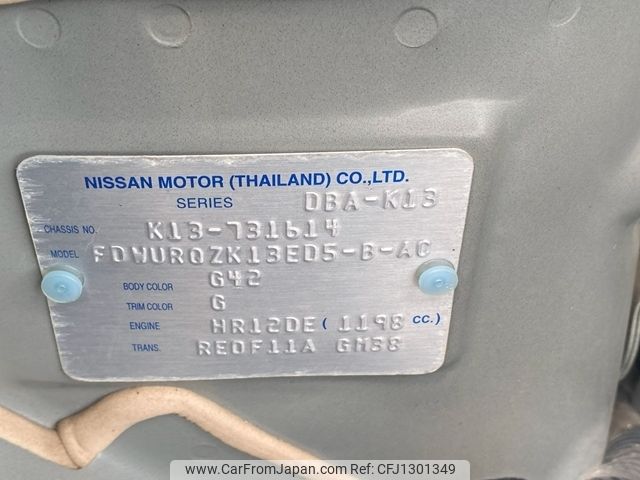 NISSAN MOTOR (THAILAND) CO.,LTD.
SERIES DBA-K13
CHASSIS NO. K13-731614
MODEL FDWURQZK13ED5-B-AC
BODY COLOR G42
TRIM COLOR G
ENGINE HR12DE (1198 CC.)
TRANS. RE0F11A GM38
www.CarFromJapan.com - CFJ1301349